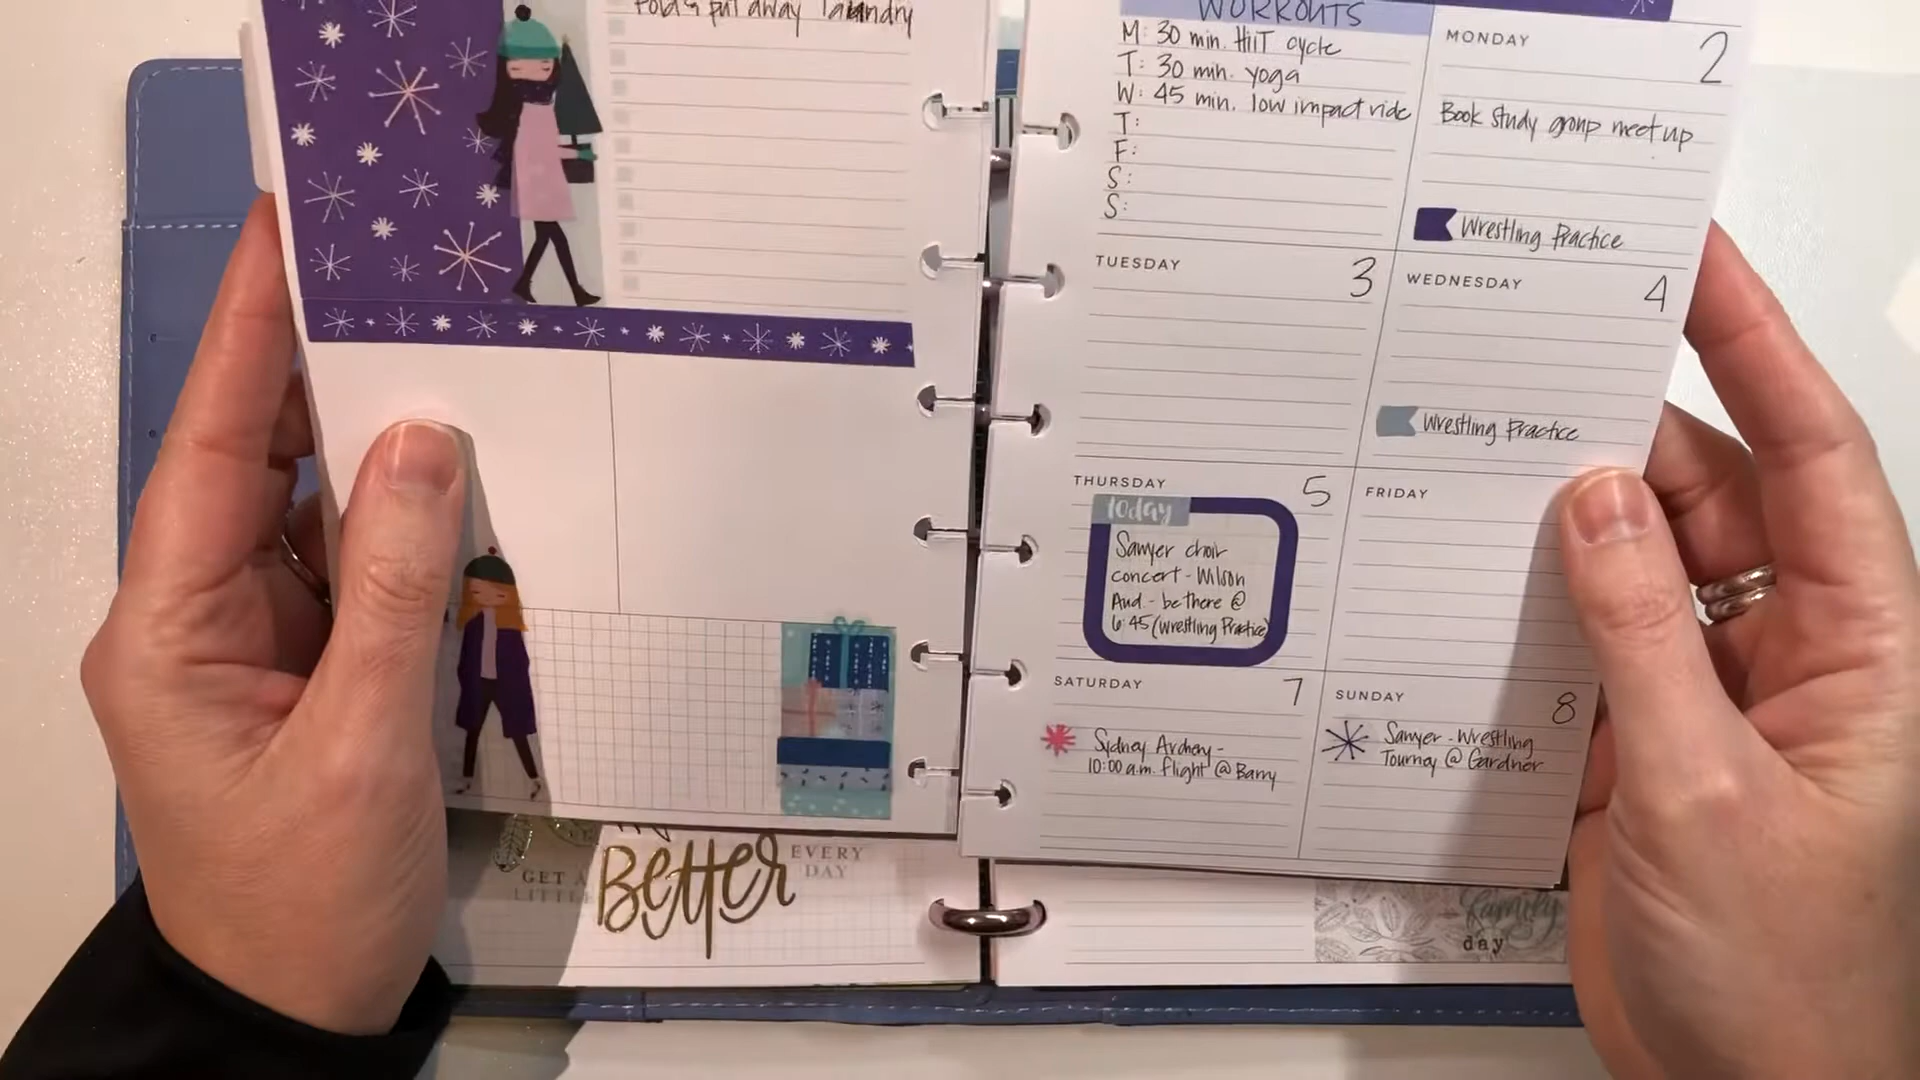 Fold & put away laundry
WORKOUTS
M: 30 min. HiiT cycle
T: 30 min. yoga
W: 45 min. low impact ride
T:
F:
S:
S:
MONDAY 2
Book study group meet up
Wrestling Practice
TUESDAY 3
WEDNESDAY 4
Wrestling Practice
THURSDAY 5
today
Sawyer choir
concert - Wilson
Aud - be there @
6:45 (Wrestling Practice)
FRIDAY
SATURDAY 7
Sydney Archery -
10:00 a.m. flight @ Barry
SUNDAY 8
Sawyer - Wrestling
Tourney @ Gardner
GET A
LITTLE
Better
EVERY
DAY
family
day